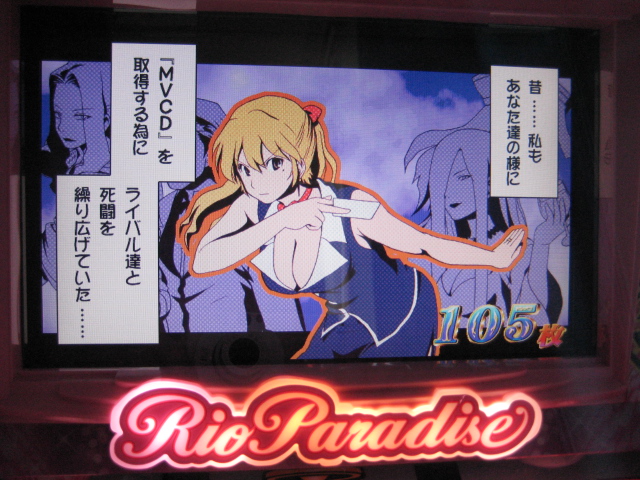 昔……私も
あなた達の様に
『MVCD』を
取得する為に
ライバル達と
死闘を
繰り広げていた……
105枚
Rio Paradise